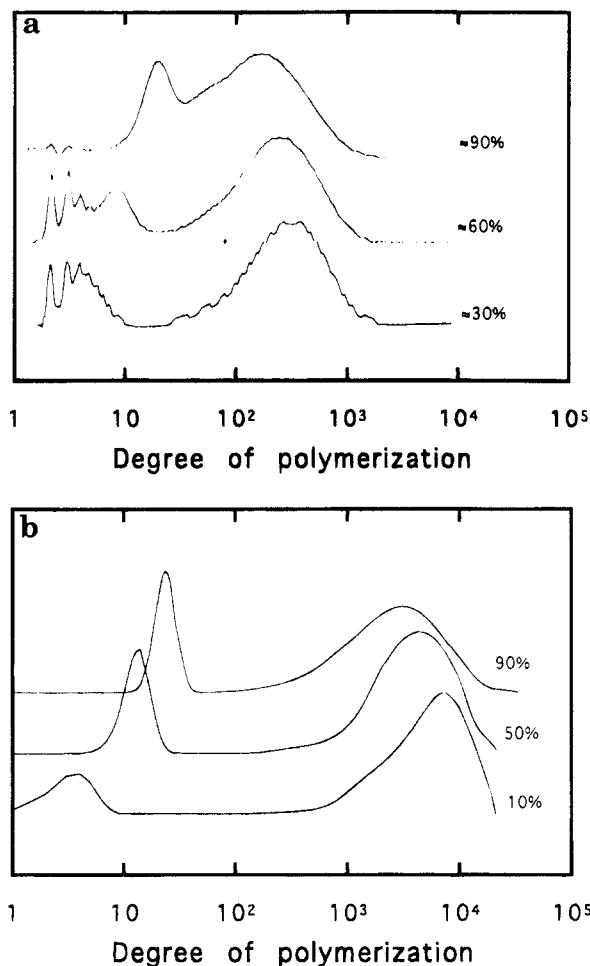 a
≈90%
≈60%
≈30%
1 10 10² 10³ 10⁴ 10⁵
Degree of polymerization
b
90%
50%
10%
1 10 10² 10³ 10⁴ 10⁵
Degree of polymerization